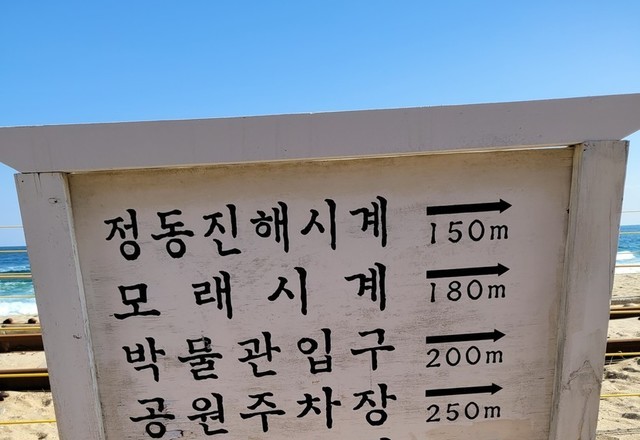 정동진해시계 → 150m
모래시계 → 180m
박물관입구 → 200m
공원주차장 → 250m